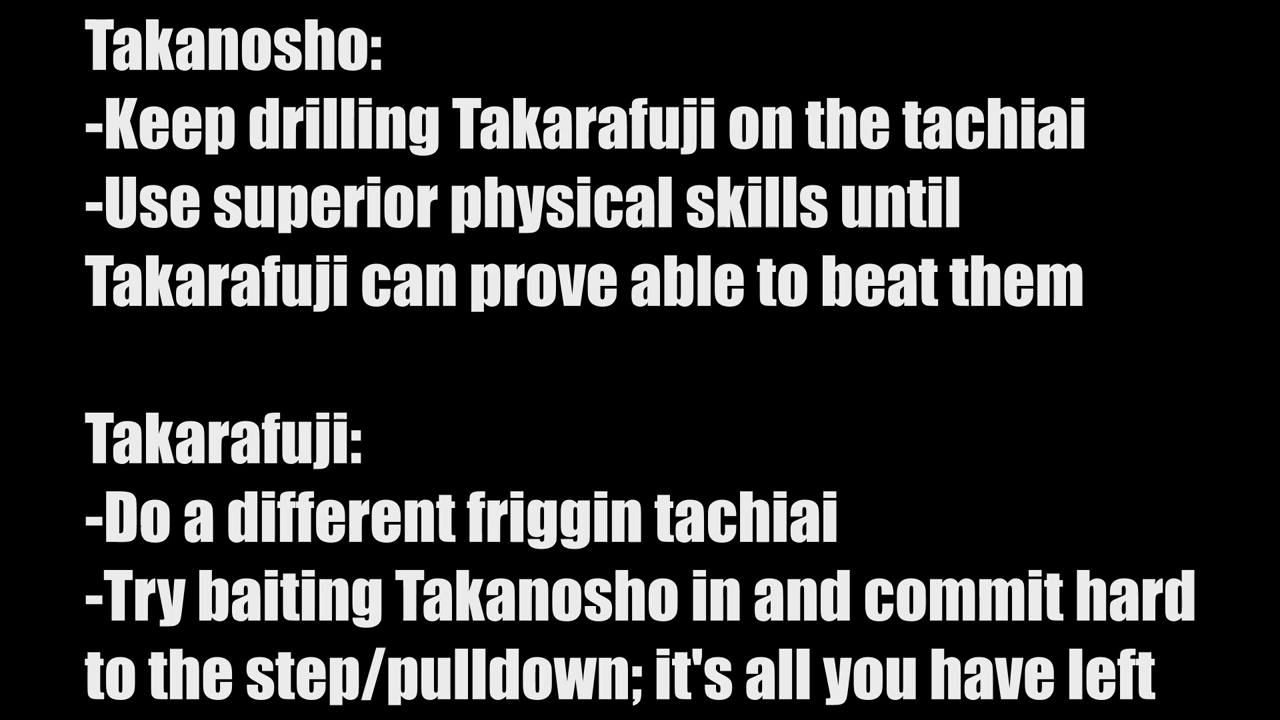 Takanosho:
-Keep drilling Takarafuji on the tachiai
-Use superior physical skills until
Takarafuji can prove able to beat them
Takarafuji:
-Do a different friggin tachiai
-Try baiting Takanosho in and commit hard
to the step/pulldown; it's all you have left